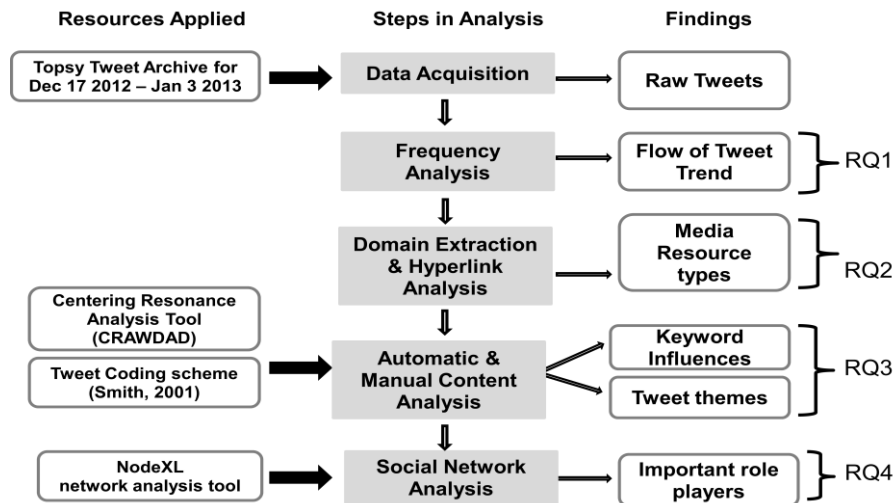 Resources Applied
Steps in Analysis
Findings
Topsy Tweet Archive for
Dec 17 2012 – Jan 3 2013
Data Acquisition
Raw Tweets
Frequency
Analysis
Flow of Tweet
Trend
RQ1
Domain Extraction
& Hyperlink
Analysis
Media
Resource
types
RQ2
Centering Resonance
Analysis Tool
(CRAWDAD)
Tweet Coding scheme
(Smith, 2001)
Automatic &
Manual Content
Analysis
Keyword
Influences
Tweet themes
RQ3
NodeXL
network analysis tool
Social Network
Analysis
Important role
players
RQ4